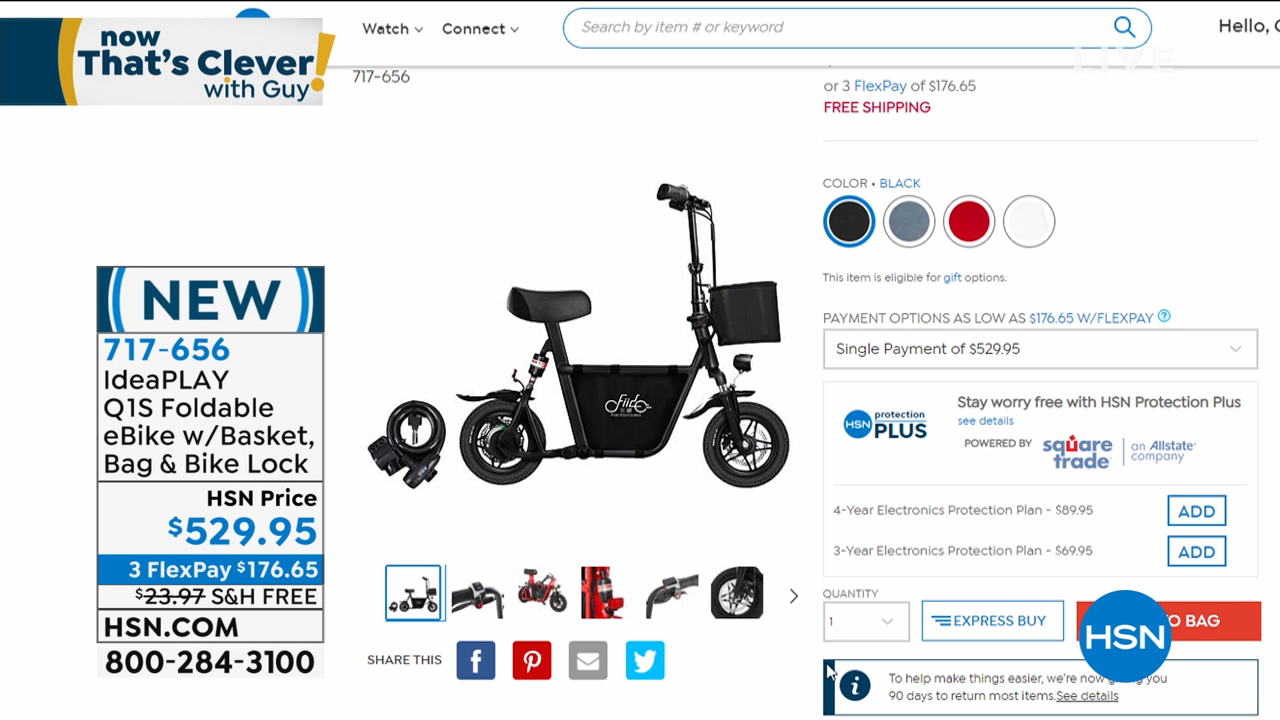 now
That's Clever!
with Guy
Watch
Connect
Search by item # or keyword
Hello,
LIVE
717-656
or 3 FlexPay of $176.65
FREE SHIPPING
COLOR • BLACK
This item is eligible for gift options.
PAYMENT OPTIONS AS LOW AS $176.65 W/FLEXPAY ?
Single Payment of $529.95
HSN protection PLUS
Stay worry free with HSN Protection Plus
see details
POWERED BY square trade | an Allstate company
4-Year Electronics Protection Plan - $89.95
ADD
3-Year Electronics Protection Plan - $69.95
ADD
QUANTITY
1
EXPRESS BUY
O BAG
HSN
To help make things easier, we're now you
90 days to return most items. See details
NEW
717-656
IdeaPLAY
Q1S Foldable
eBike w/Basket,
Bag & Bike Lock
HSN Price
$529.95
3 FlexPay $176.65
$23.97 S&H FREE
HSN.COM
800-284-3100
Fiido
SHARE THIS